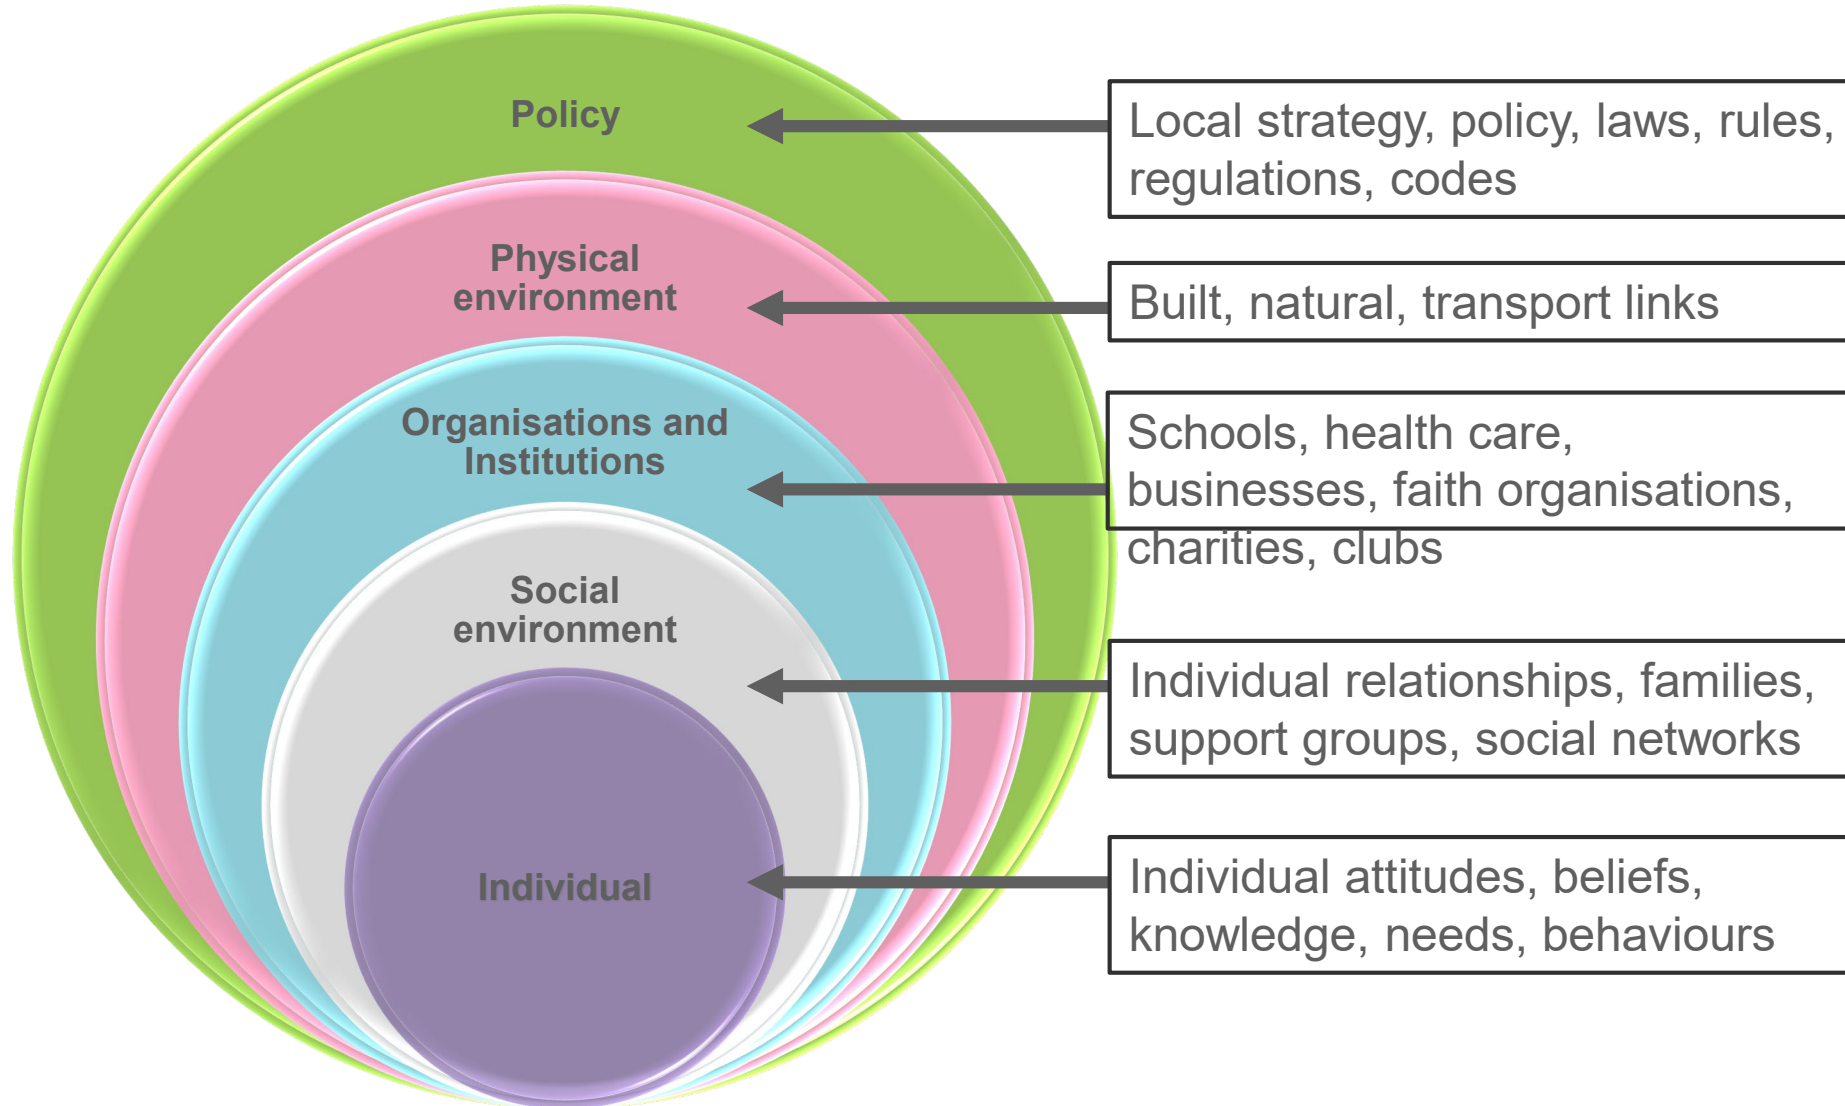 Policy
Local strategy, policy, laws, rules,
regulations, codes
Physical
environment
Built, natural, transport links
Organisations and
Institutions
Schools, health care,
businesses, faith organisations,
charities, clubs
Social
environment
Individual relationships, families,
support groups, social networks
Individual
Individual attitudes, beliefs,
knowledge, needs, behaviours